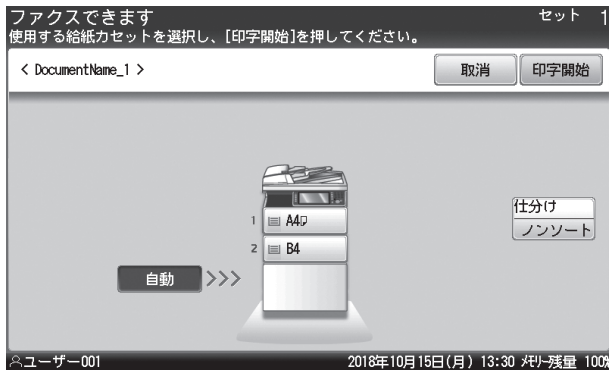 ファクスできます セット 1
使用する給紙カセットを選択し、[印字開始]を押してください。
< DocumentName_1 > 取消 印字開始
1 A4
2 B4
仕分け
ノンソート
自動 >>>
ユーザー001 2018年10月15日(月) 13:30 ﾒﾓﾘｰ残量 100%